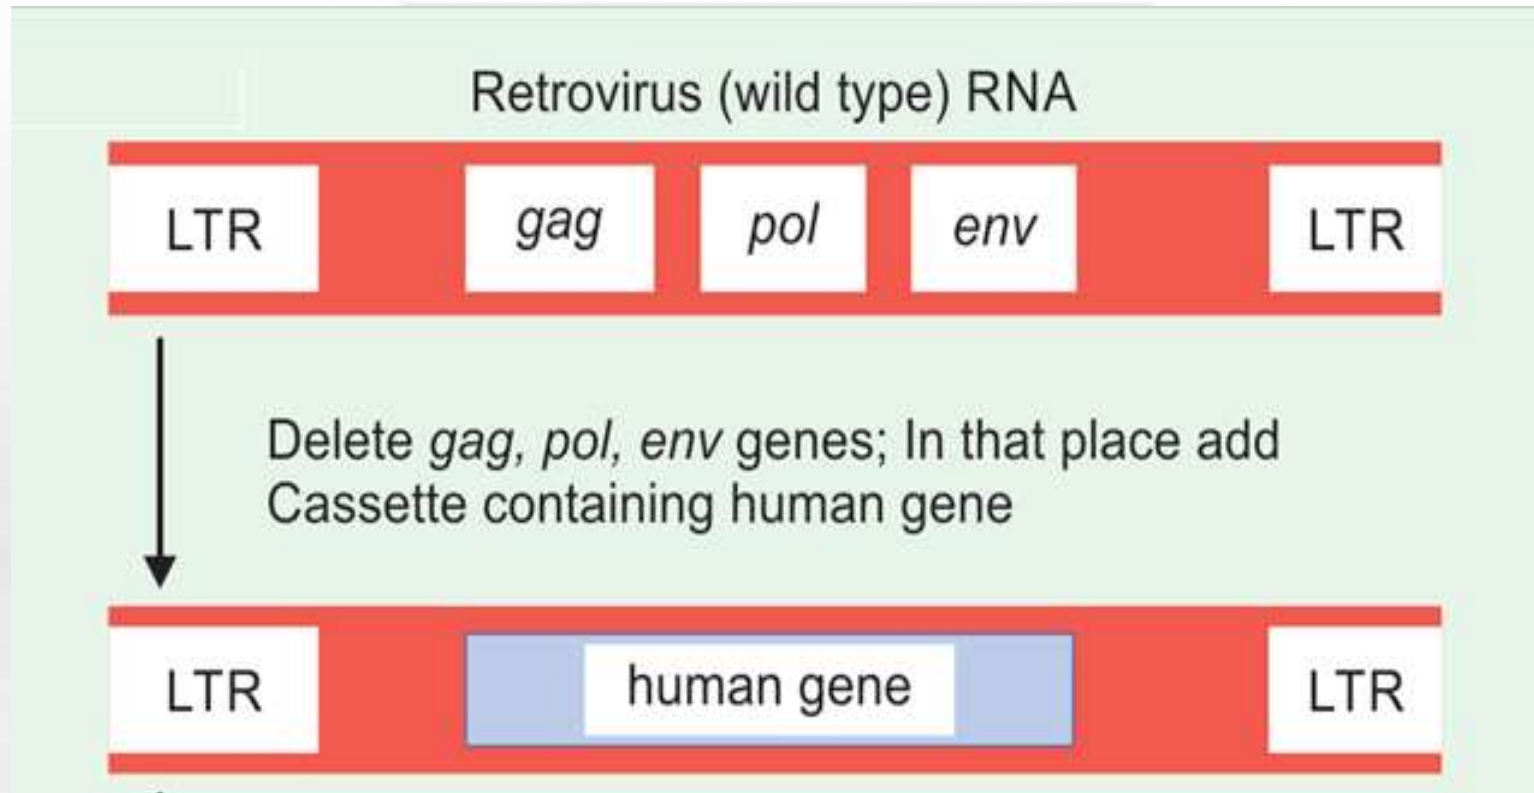 Retrovirus (wild type) RNA
LTR gag pol env LTR
Delete gag, pol, env genes; In that place add
Cassette containing human gene
LTR human gene LTR